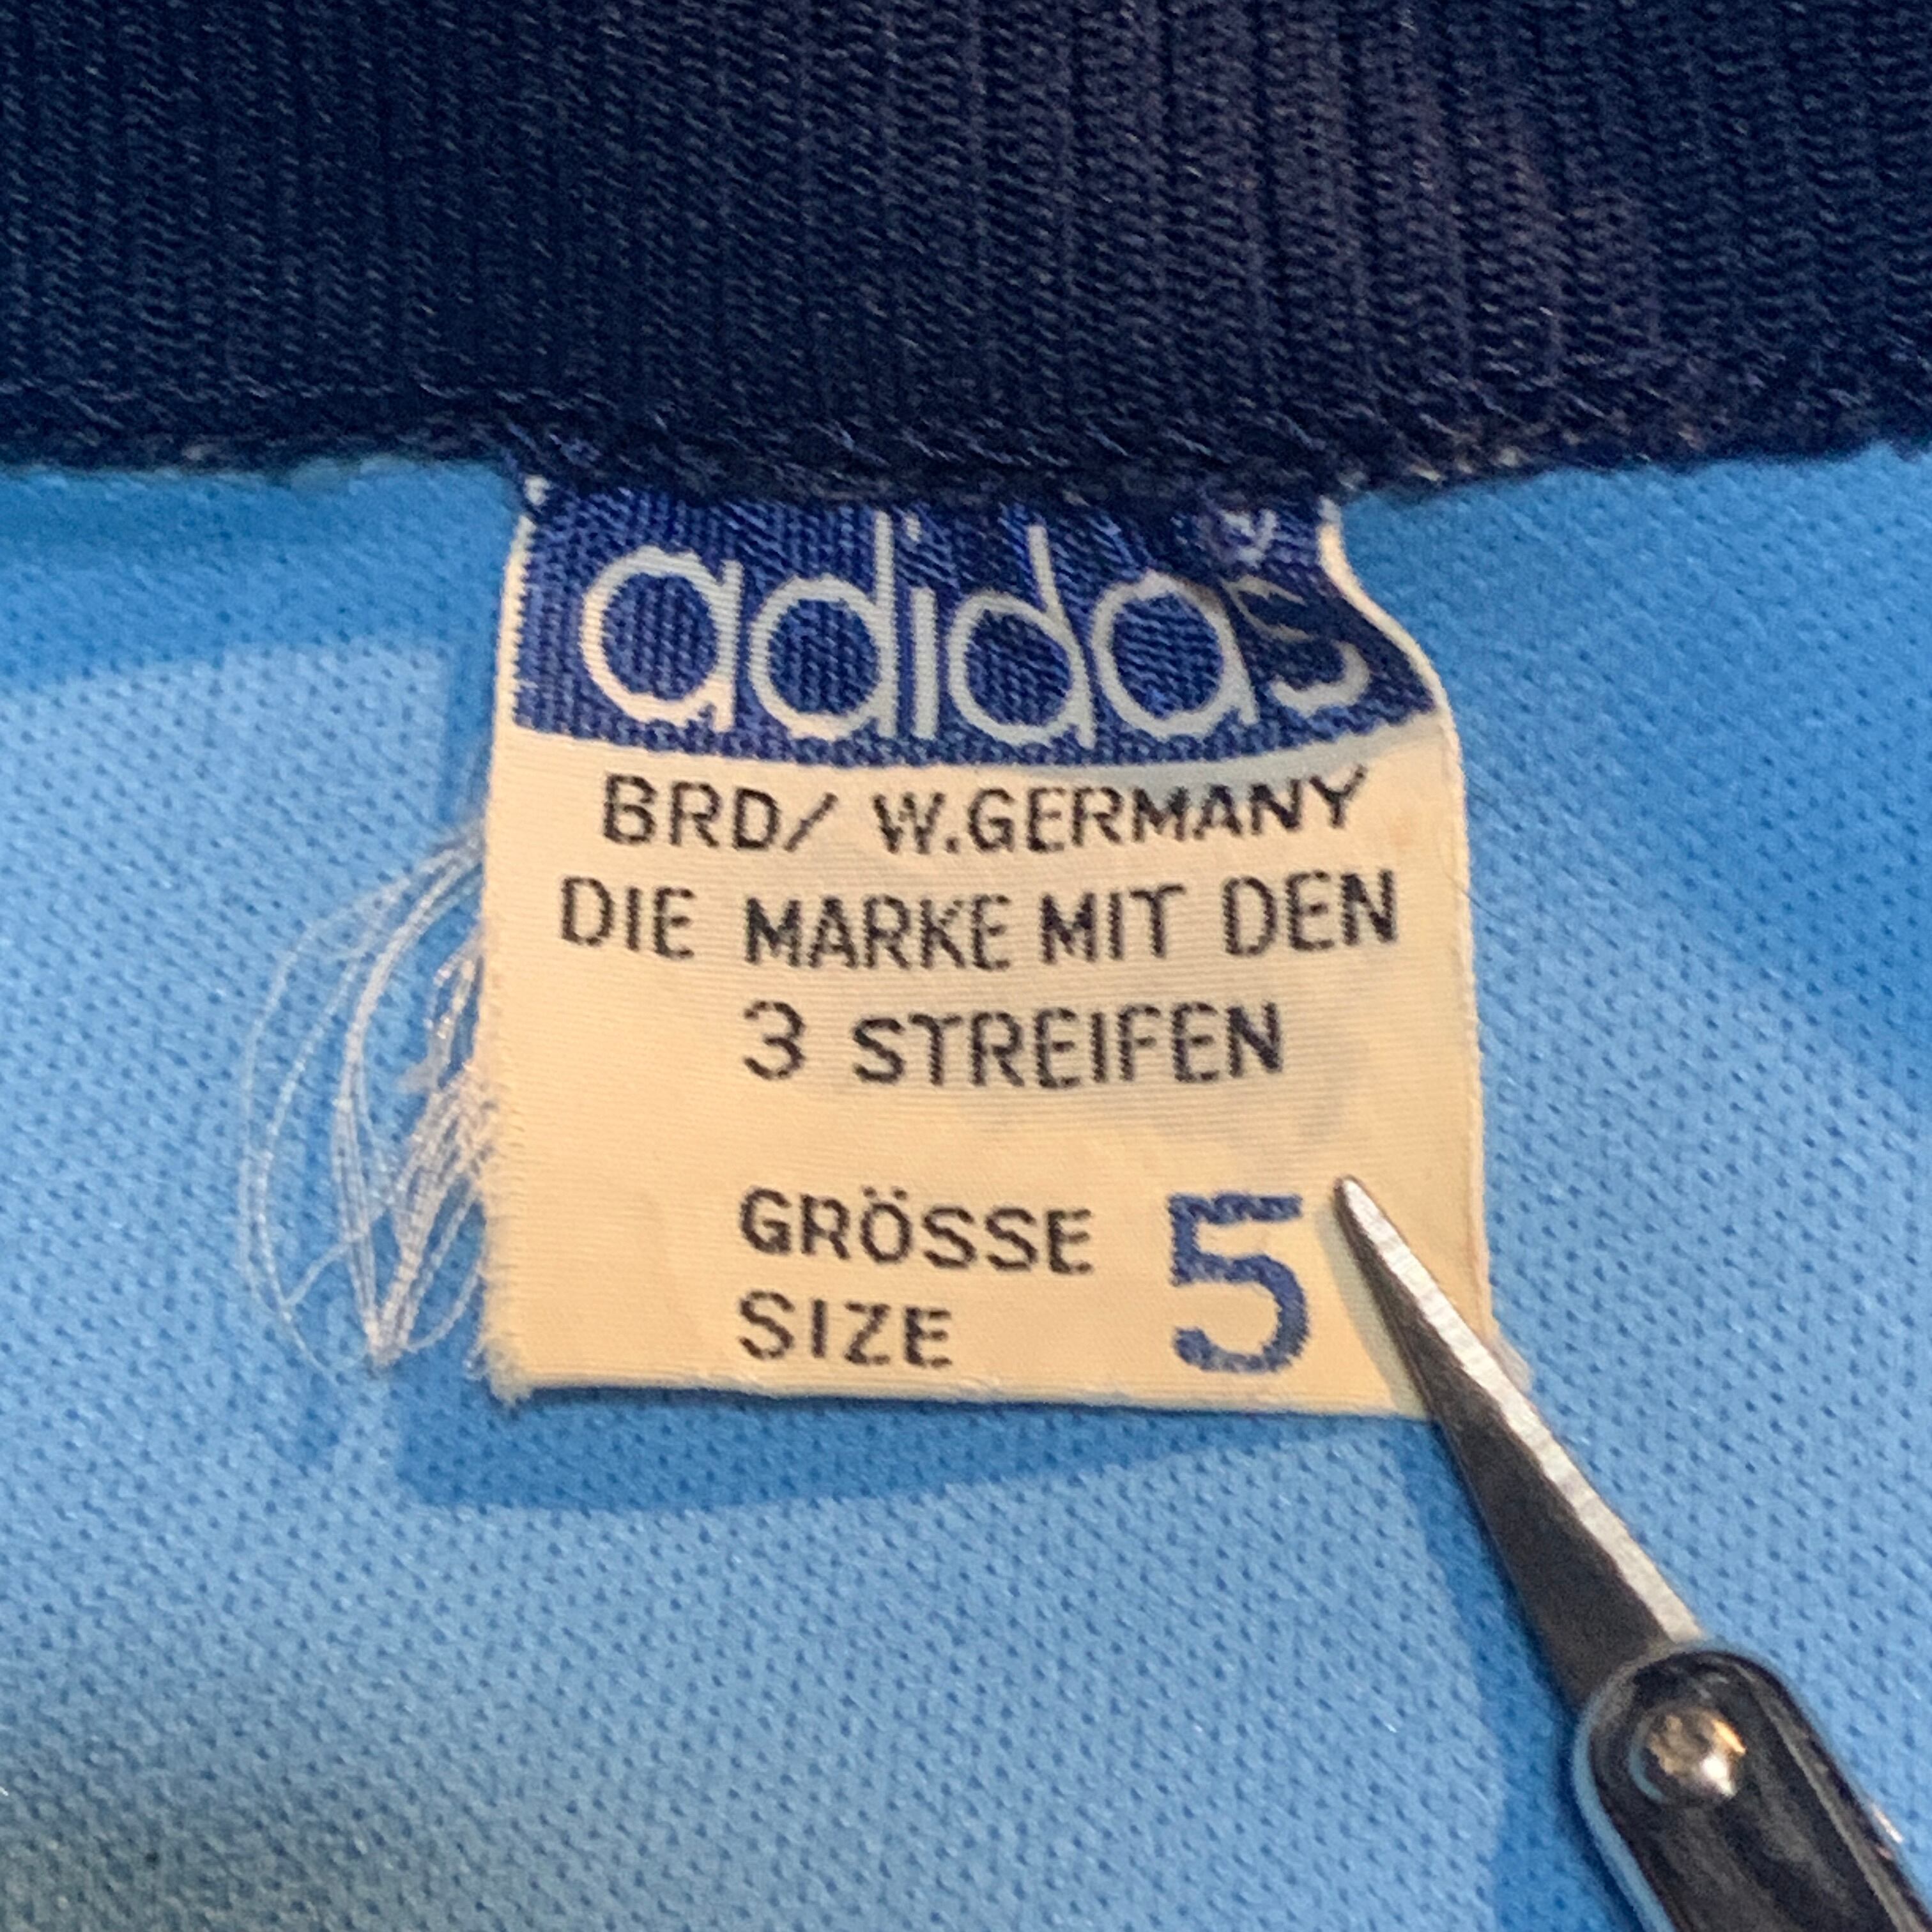 adidas®
BRD/ W.GERMANY
DIE MARKE MIT DEN
3 STREIFEN
GRÖSSE 5
SIZE